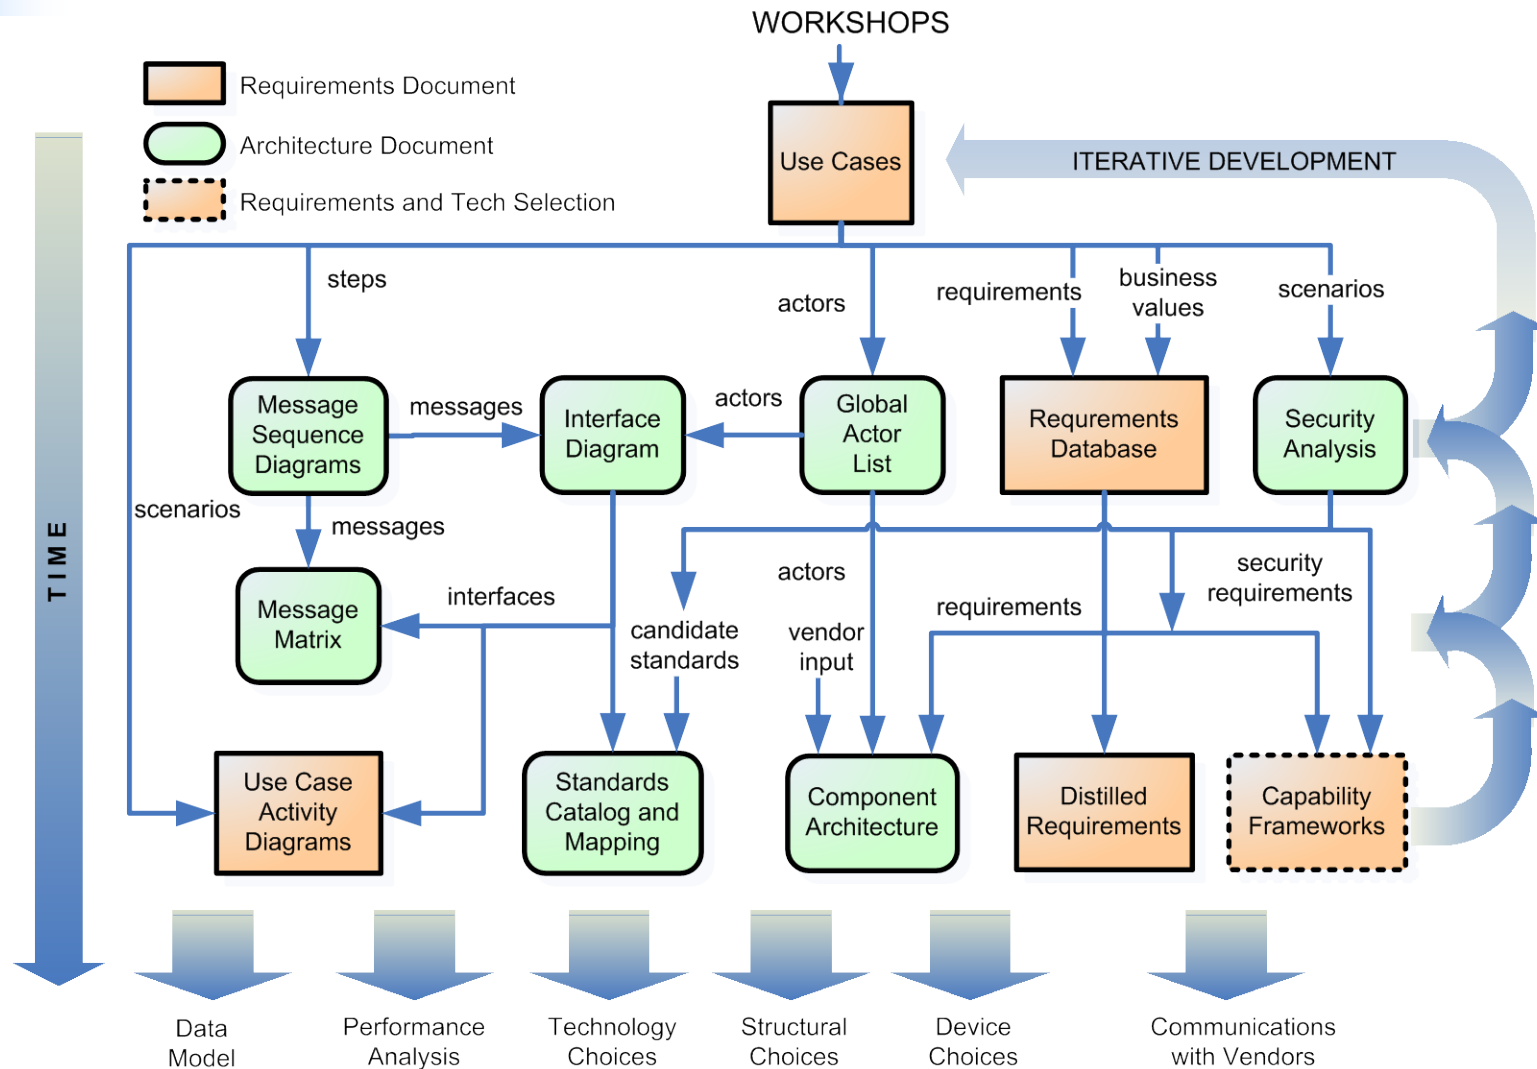 WORKSHOPS
Requirements Document
Architecture Document
Requirements and Tech Selection
Use Cases
ITERATIVE DEVELOPMENT
TIME
steps
actors
requirements
business
values
scenarios
Message
Sequence
Diagrams
messages
Interface
Diagram
actors
Global
Actor
List
Requrements
Database
Security
Analysis
scenarios
messages
Message
Matrix
interfaces
candidate
standards
actors
vendor
input
requirements
security
requirements
Use Case
Activity
Diagrams
Standards
Catalog and
Mapping
Component
Architecture
Distilled
Requirements
Capability
Frameworks
Data
Model
Performance
Analysis
Technology
Choices
Structural
Choices
Device
Choices
Communications
with Vendors